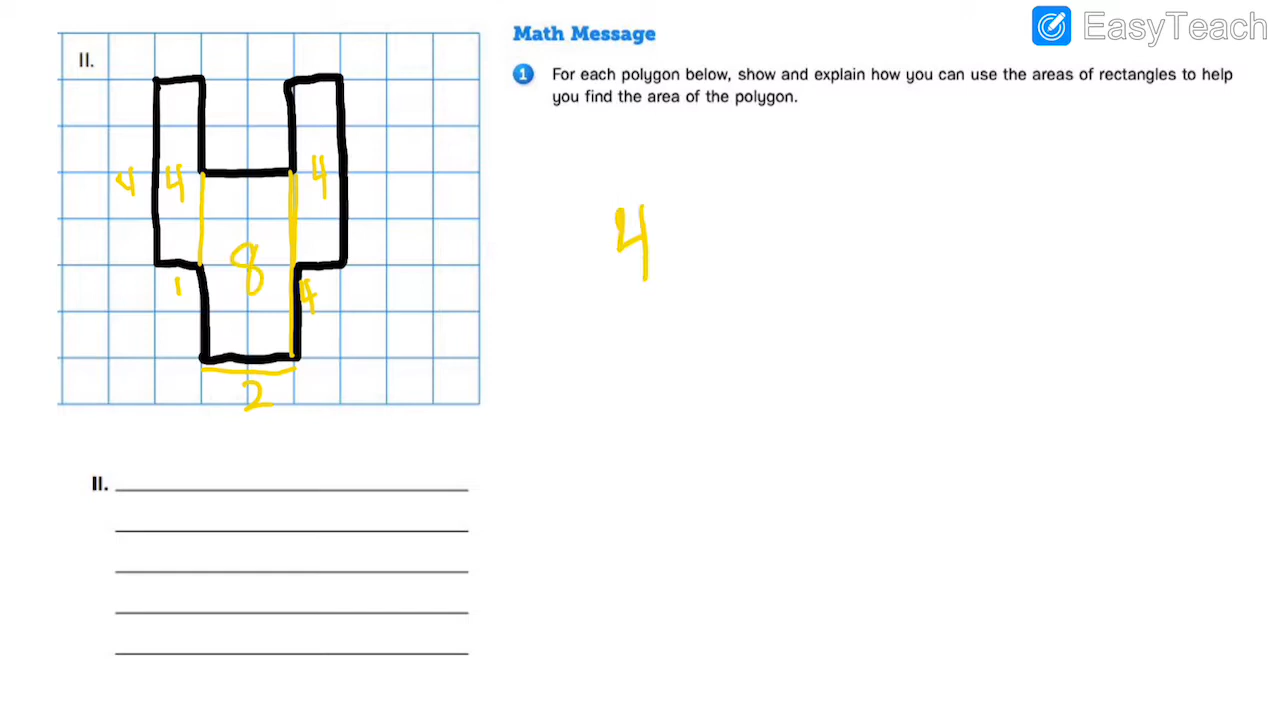 EasyTeach
Math Message
1 For each polygon below, show and explain how you can use the areas of rectangles to help
you find the area of the polygon.
II.
4 4 4
8
1 4
2
4
II.